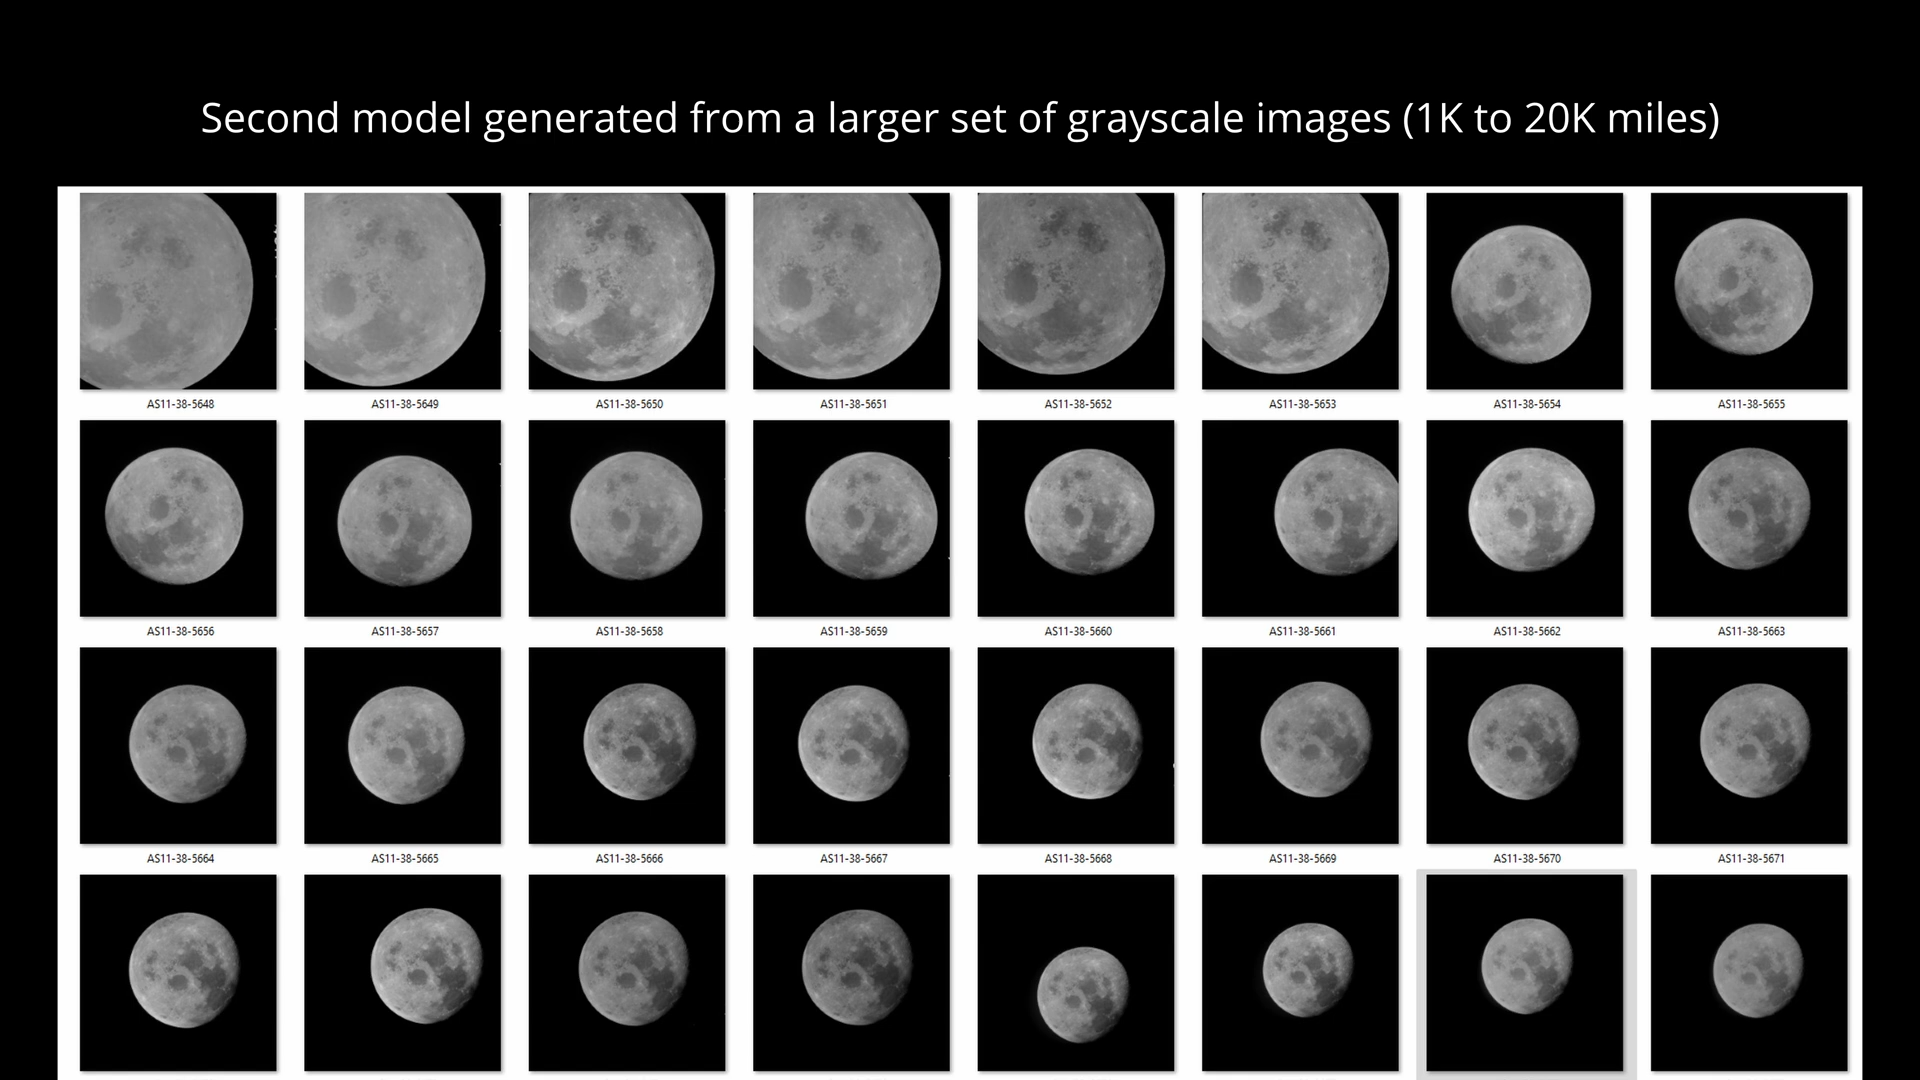 Second model generated from a larger set of grayscale images (1K to 20K miles)
AS11-38-5648 AS11-38-5649 AS11-38-5650 AS11-38-5651 AS11-38-5652 AS11-38-5653 AS11-38-5654 AS11-38-5655
AS11-38-5656 AS11-38-5657 AS11-38-5658 AS11-38-5659 AS11-38-5660 AS11-38-5661 AS11-38-5662 AS11-38-5663
AS11-38-5664 AS11-38-5665 AS11-38-5666 AS11-38-5667 AS11-38-5668 AS11-38-5669 AS11-38-5670 AS11-38-5671